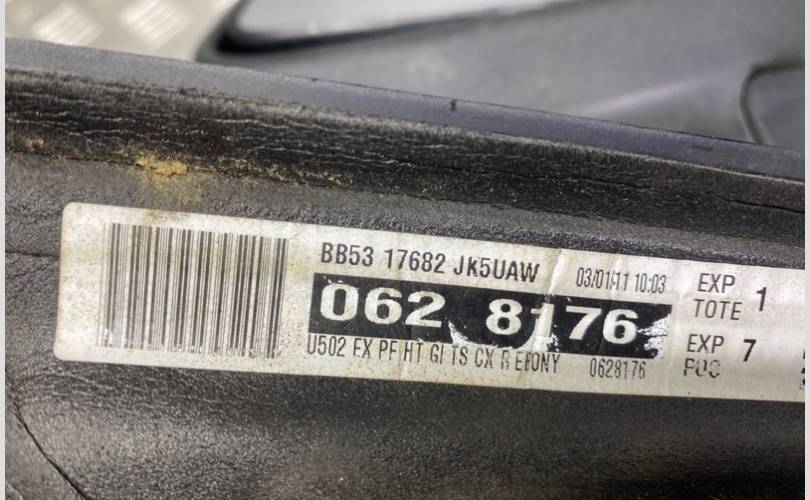 BB53 17682 JK5UAW
03/01/11 10:03
062 8176
U502 EX PF HT GI TS CX R EBONY 0628176
EXP 1
TOTE
EXP 7
POC